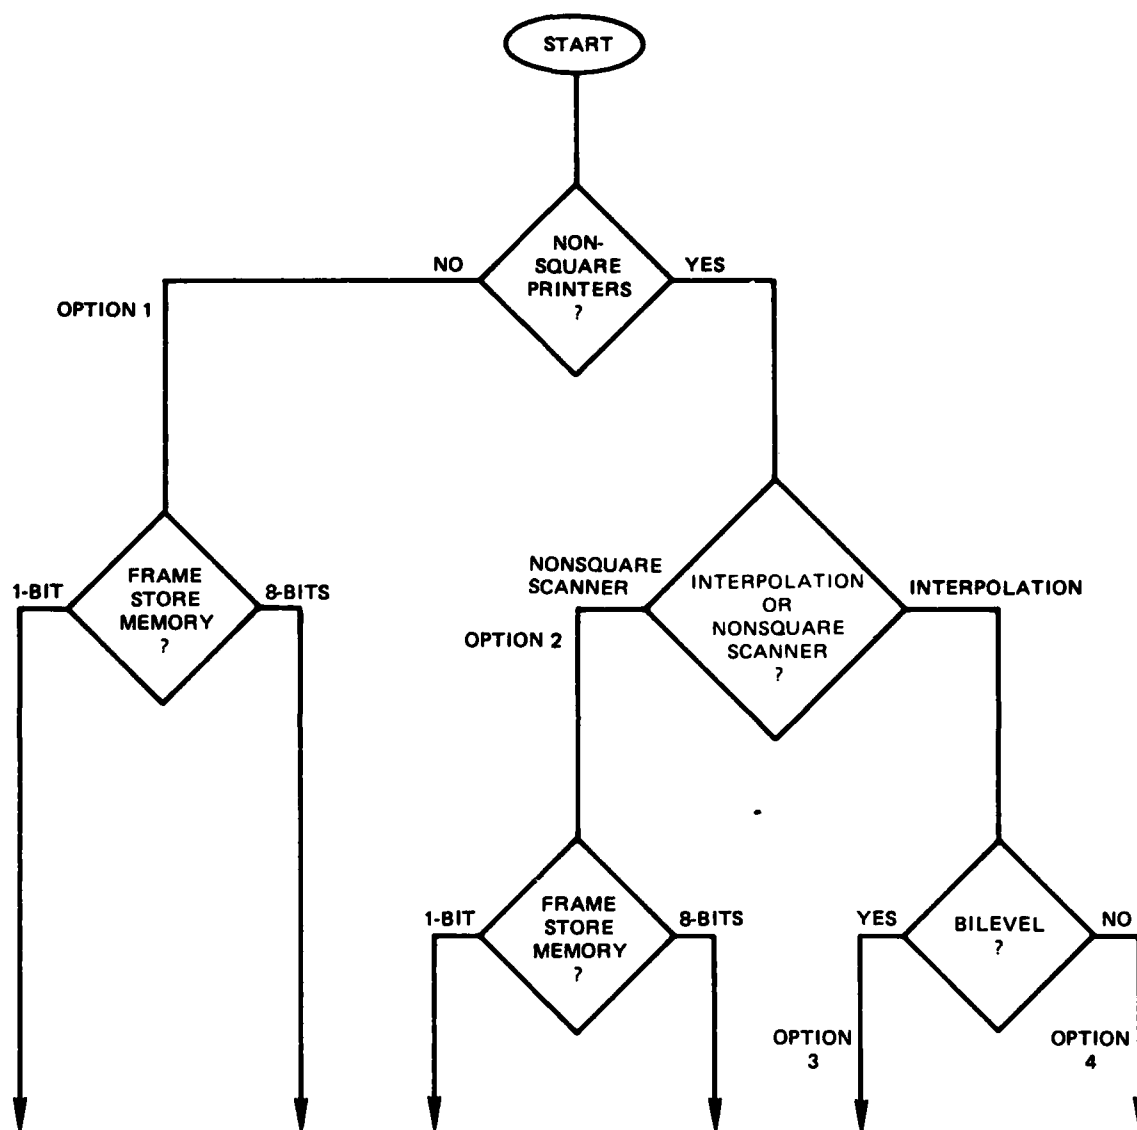 START
NON-
SQUARE
PRINTERS
?
NO
YES
OPTION 1
FRAME
STORE
MEMORY
?
1-BIT
8-BITS
INTERPOLATION
OR
NONSQUARE
SCANNER
?
NONSQUARE
SCANNER
INTERPOLATION
OPTION 2
FRAME
STORE
MEMORY
?
1-BIT
8-BITS
BILEVEL
?
YES
NO
OPTION
3
OPTION
4